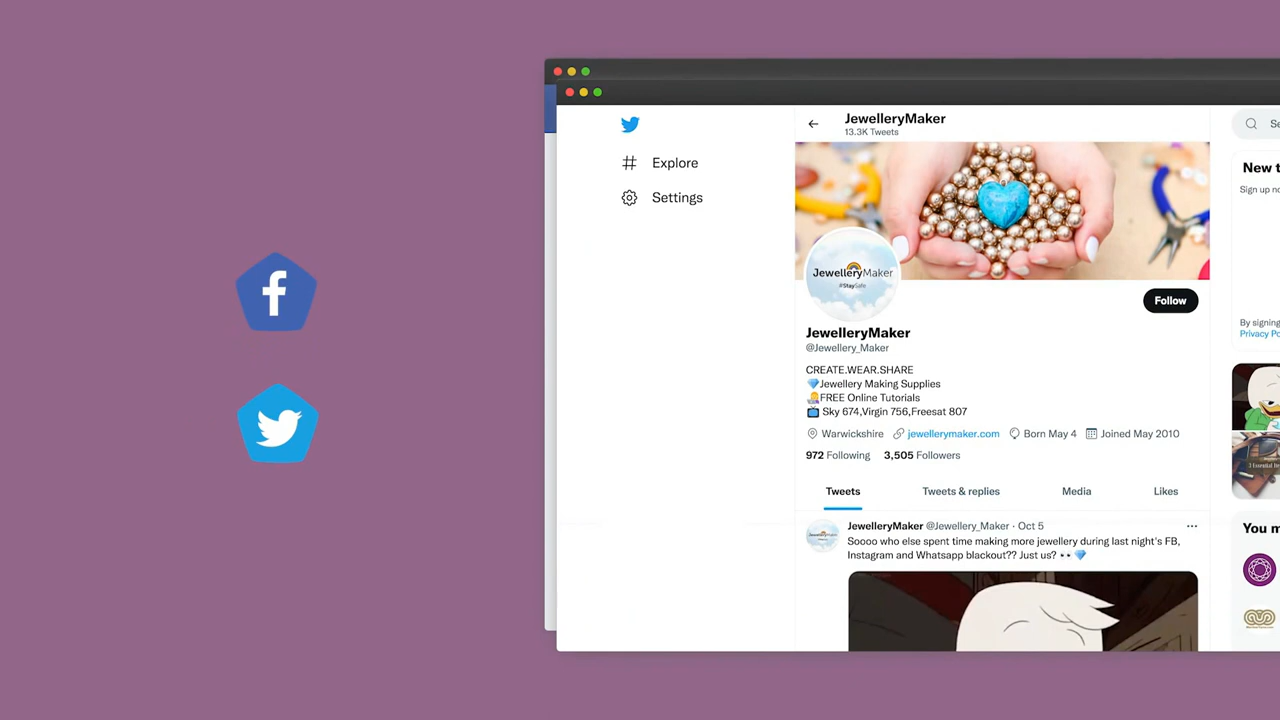 JewelleryMaker
13.3K Tweets
Explore
Settings
JewelleryMaker
#StaySafe
Follow
JewelleryMaker
@Jewellery_Maker
CREATE.WEAR.SHARE
💎Jewellery Making Supplies
👩‍🎨FREE Online Tutorials
📺 Sky 674,Virgin 756,Freesat 807
Warwickshire jewellerymaker.com Born May 4 Joined May 2010
972 Following 3,505 Followers
Tweets Tweets & replies Media Likes
JewelleryMaker @Jewellery_Maker · Oct 5
Soooo who else spent time making more jewellery during last night's FB,
Instagram and Whatsapp blackout?? Just us? 👀 💎
Se
New t
Sign up no
By signing
Privacy Po
You m